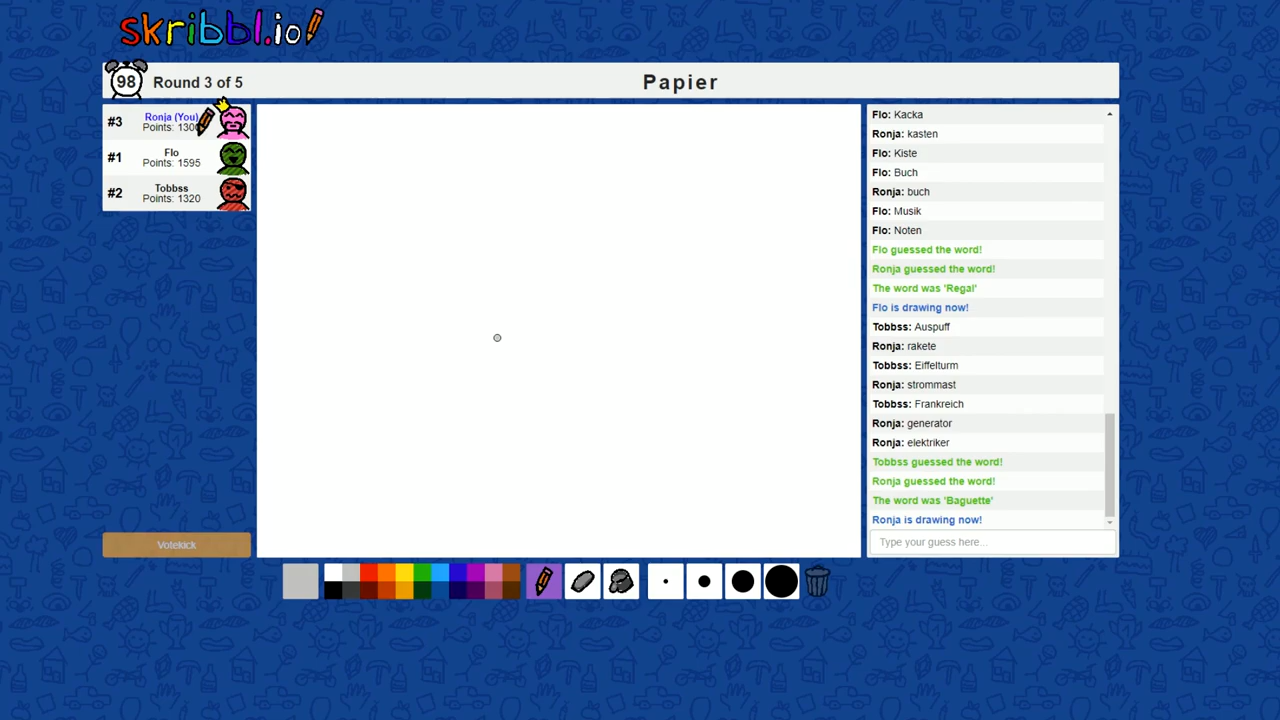 skribbl.io
98
Round 3 of 5
Papier
#3
Ronja (You)
Points: 1300
#1
Flo
Points: 1595
#2
Tobbss
Points: 1320
Votekick
Flo: Kacka
Ronja: kasten
Flo: Kiste
Flo: Buch
Ronja: buch
Flo: Musik
Flo: Noten
Flo guessed the word!
Ronja guessed the word!
The word was 'Regal'
Flo is drawing now!
Tobbss: Auspuff
Ronja: rakete
Tobbss: Eiffelturm
Ronja: strommast
Tobbss: Frankreich
Ronja: generator
Ronja: elektriker
Tobbss guessed the word!
Ronja guessed the word!
The word was 'Baguette'
Ronja is drawing now!
Type your guess here...